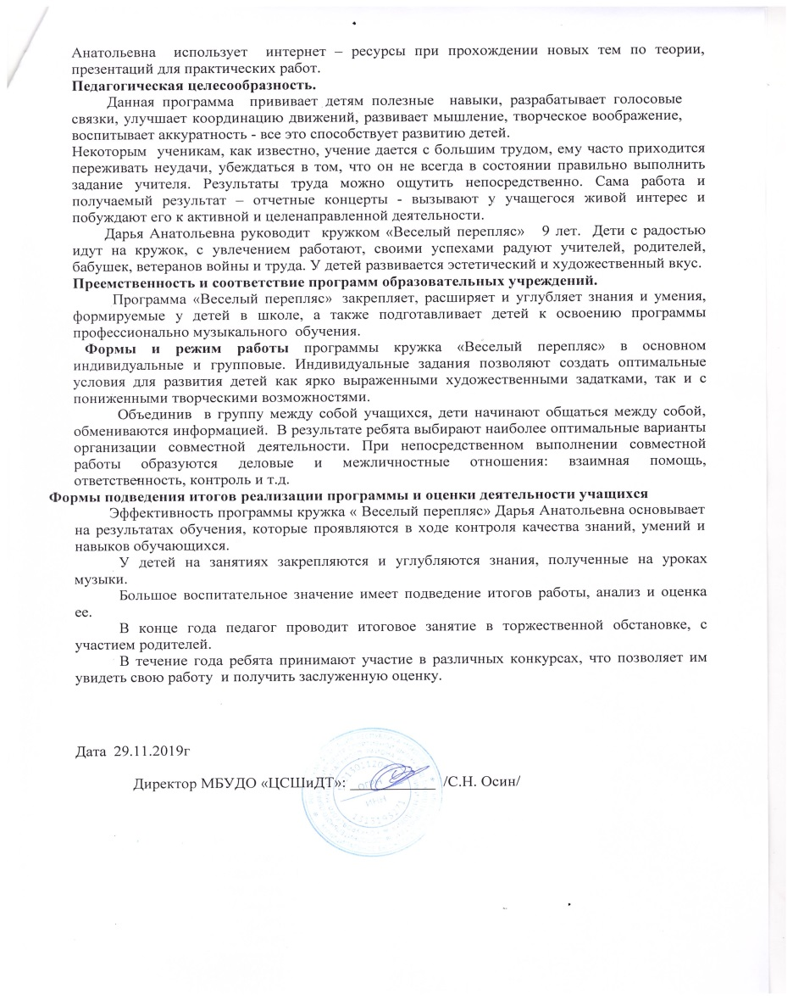 Анатольевна использует интернет – ресурсы при прохождении новых тем по теории,
презентаций для практических работ.
Педагогическая целесообразность.
Данная программа прививает детям полезные навыки, разрабатывает голосовые
связки, улучшает координацию движений, развивает мышление, творческое воображение,
воспитывает аккуратность - все это способствует развитию детей.
Некоторым ученикам, как известно, учение дается с большим трудом, ему часто приходится
переживать неудачи, убеждаться в том, что он не всегда в состоянии правильно выполнить
задание учителя. Результаты труда можно ощутить непосредственно. Сама работа и
получаемый результат – отчетные концерты - вызывают у учащегося живой интерес и
побуждают его к активной и целенаправленной деятельности.
Дарья Анатольевна руководит кружком «Веселый перепляс» 9 лет. Дети с радостью
идут на кружок, с увлечением работают, своими успехами радуют учителей, родителей,
бабушек, ветеранов войны и труда. У детей развивается эстетический и художественный вкус.
Преемственность и соответствие программ образовательных учреждений.
Программа «Веселый перепляс» закрепляет, расширяет и углубляет знания и умения,
формируемые у детей в школе, а также подготавливает детей к освоению программы
профессионально музыкального обучения.
Формы и режим работы программы кружка «Веселый перепляс» в основном
индивидуальные и групповые. Индивидуальные задания позволяют создать оптимальные
условия для развития детей как ярко выраженными художественными задатками, так и с
пониженными творческими возможностями.
Объединив в группу между собой учащихся, дети начинают общаться между собой,
обмениваются информацией. В результате ребята выбирают наиболее оптимальные варианты
организации совместной деятельности. При непосредственном выполнении совместной
работы образуются деловые и межличностные отношения: взаимная помощь,
ответственность, контроль и т.д.
Формы подведения итогов реализации программы и оценки деятельности учащихся
Эффективность программы кружка « Веселый перепляс» Дарья Анатольевна основывает
на результатах обучения, которые проявляются в ходе контроля качества знаний, умений и
навыков обучающихся.
У детей на занятиях закрепляются и углубляются знания, полученные на уроках
музыки.
Большое воспитательное значение имеет подведение итогов работы, анализ и оценка
ее.
В конце года педагог проводит итоговое занятие в торжественной обстановке, с
участием родителей.
В течение года ребята принимают участие в различных конкурсах, что позволяет им
увидеть свою работу и получить заслуженную оценку.
Дата 29.11.2019г
Директор МБУДО «ЦСШиДТ»: ____________ /С.Н. Осин/